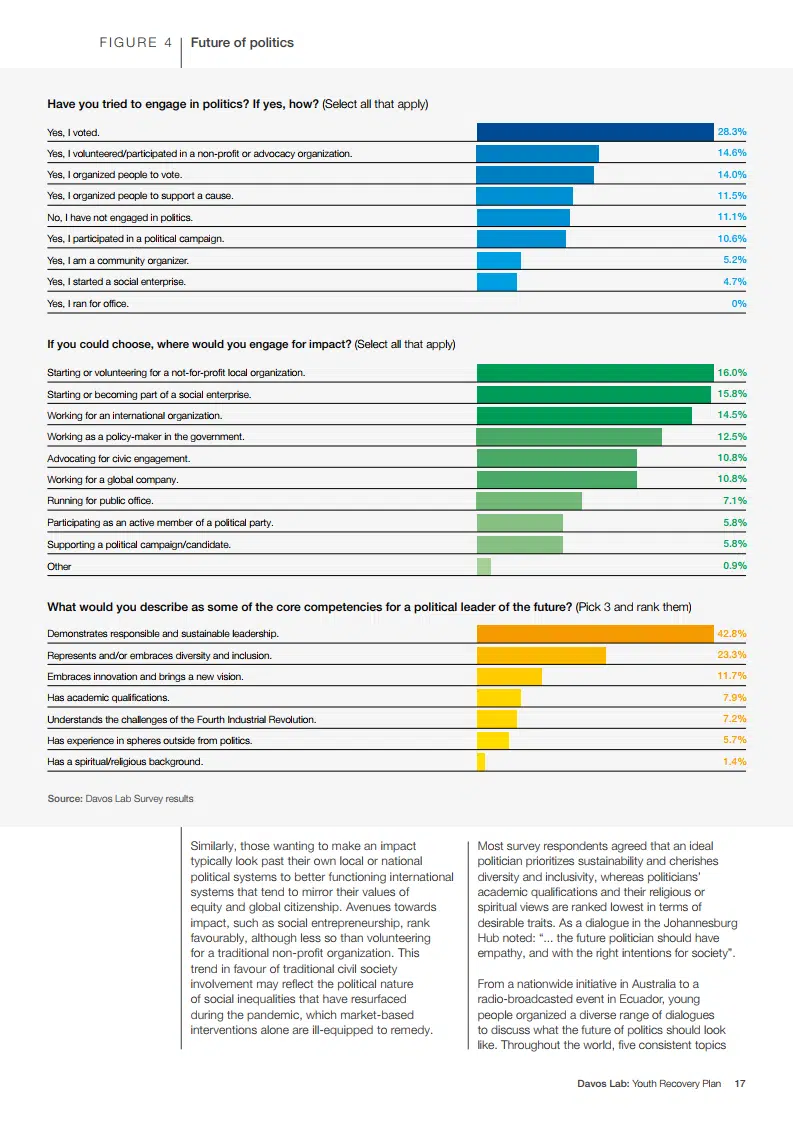 FIGURE 4
Future of politics
Have you tried to engage in politics? If yes, how? (Select all that apply)
Yes, I voted. 28.3%
Yes, I volunteered/participated in a non-profit or advocacy organization. 14.6%
Yes, I organized people to vote. 14.0%
Yes, I organized people to support a cause. 11.5%
No, I have not engaged in politics. 11.1%
Yes, I participated in a political campaign. 10.6%
Yes, I am a community organizer. 5.2%
Yes, I started a social enterprise. 4.7%
Yes, I ran for office. 0%
If you could choose, where would you engage for impact? (Select all that apply)
Starting or volunteering for a not-for-profit local organization. 16.0%
Starting or becoming part of a social enterprise. 15.8%
Working for an international organization. 14.5%
Working as a policy-maker in the government. 12.5%
Advocating for civic engagement. 10.8%
Working for a global company. 10.8%
Running for public office. 7.1%
Participating as an active member of a political party. 5.8%
Supporting a political campaign/candidate. 5.8%
Other 0.9%
What would you describe as some of the core competencies for a political leader of the future? (Pick 3 and rank them)
Demonstrates responsible and sustainable leadership. 42.8%
Represents and/or embraces diversity and inclusion. 23.3%
Embraces innovation and brings a new vision. 11.7%
Has academic qualifications. 7.9%
Understands the challenges of the Fourth Industrial Revolution. 7.2%
Has experience in spheres outside from politics. 5.7%
Has a spiritual/religious background. 1.4%
Source: Davos Lab Survey results
Similarly, those wanting to make an impact
typically look past their own local or national
political systems to better functioning international
systems that tend to mirror their values of
equity and global citizenship. Avenues towards
impact, such as social entrepreneurship, rank
favourably, although less so than volunteering
for a traditional non-profit organization. This
trend in favour of traditional civil society
involvement may reflect the political nature
of social inequalities that have resurfaced
during the pandemic, which market-based
interventions alone are ill-equipped to remedy.
Most survey respondents agreed that an ideal
politician prioritizes sustainability and cherishes
diversity and inclusivity, whereas politicians’
academic qualifications and their religious or
spiritual views are ranked lowest in terms of
desirable traits. As a dialogue in the Johannesburg
Hub noted: “... the future politician should have
empathy, and with the right intentions for society”.
From a nationwide initiative in Australia to a
radio-broadcasted event in Ecuador, young
people organized a diverse range of dialogues
to discuss what the future of politics should look
like. Throughout the world, five consistent topics
Davos Lab: Youth Recovery Plan 17